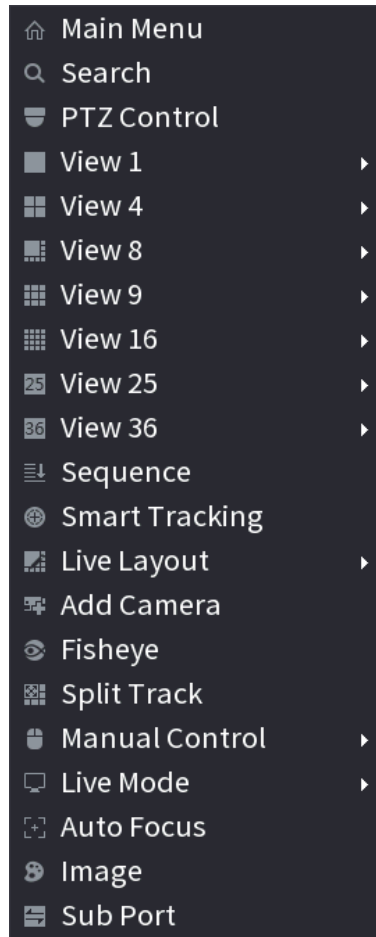 Main Menu
Search
PTZ Control
View 1
View 4
View 8
View 9
View 16
25 View 25
36 View 36
Sequence
Smart Tracking
Live Layout
Add Camera
Fisheye
Split Track
Manual Control
Live Mode
Auto Focus
Image
Sub Port